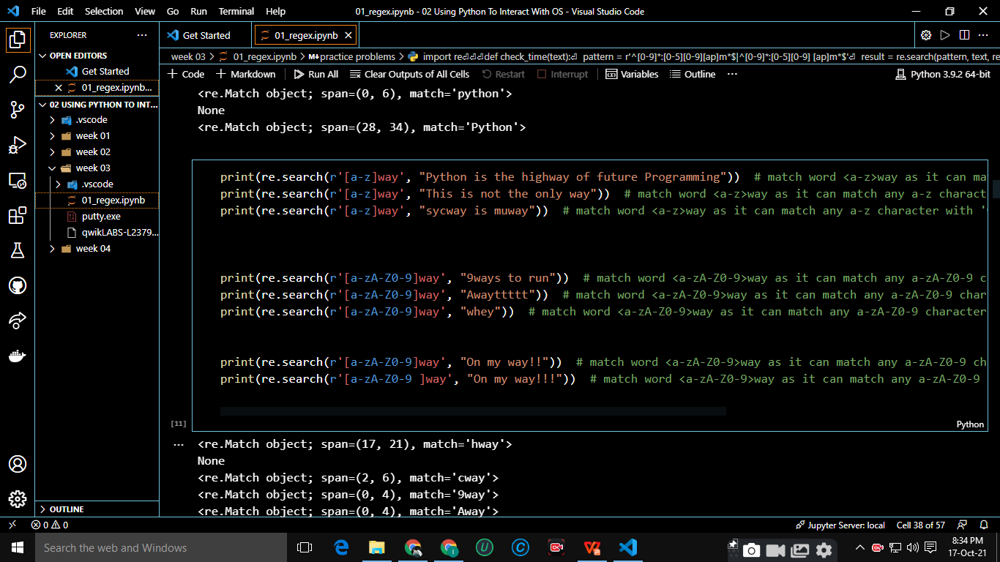 File Edit Selection View Go Run Terminal Help
01_regex.ipynb - 02 Using Python To Interact With OS - Visual Studio Code
EXPLORER
OPEN EDITORS
Get Started
01_regex.ipynb...
02 USING PYTHON TO INT...
.vscode
week 01
week 02
week 03
.vscode
01_regex.ipynb
putty.exe
qwikLABS-L2379...
week 04
OUTLINE
Get Started
01_regex.ipynb
week 03 > 01_regex.ipynb > M↓practice problems > import re⏎⏎⏎def check_time(text):⏎ pattern = r'^[0-9]*:[0-5][0-9][ap]m*$|^[0-9]*:[0-5][0-9] [ap]m*$'⏎ result = re.search(pattern, text, re
+ Code + Markdown Run All Clear Outputs of All Cells Restart Interrupt Variables Outline ... Python 3.9.2 64-bit
<re.Match object; span=(0, 6), match='python'>
None
<re.Match object; span=(28, 34), match='Python'>
print(re.search(r'[a-z]way', "Python is the highway of future Programming")) # match word <a-z>way as it can ma
print(re.search(r'[a-z]way', "This is not the only way")) # match word <a-z>way as it can match any a-z charact
print(re.search(r'[a-z]way', "sycway is muway")) # match word <a-z>way as it can match any a-z character with '
print(re.search(r'[a-zA-Z0-9]way', "9ways to run")) # match word <a-zA-Z0-9>way as it can match any a-zA-Z0-9 c
print(re.search(r'[a-zA-Z0-9]way', "Awayttttt")) # match word <a-zA-Z0-9>way as it can match any a-zA-Z0-9 char
print(re.search(r'[a-zA-Z0-9]way', "whey")) # match word <a-zA-Z0-9>way as it can match any a-zA-Z0-9 character
print(re.search(r'[a-zA-Z0-9]way', "On my way!!")) # match word <a-zA-Z0-9>way as it can match any a-zA-Z0-9 ch
print(re.search(r'[a-zA-Z0-9 ]way', "On my way!!!")) # match word <a-zA-Z0-9>way as it can match any a-zA-Z0-9
[11]
Python
<re.Match object; span=(17, 21), match='hway'>
None
<re.Match object; span=(2, 6), match='cway'>
<re.Match object; span=(0, 4), match='9way'>
<re.Match object; span=(0, 4), match='Away'>
0 0
Jupyter Server: local Cell 38 of 57
Search the web and Windows
8:34 PM
17-Oct-21